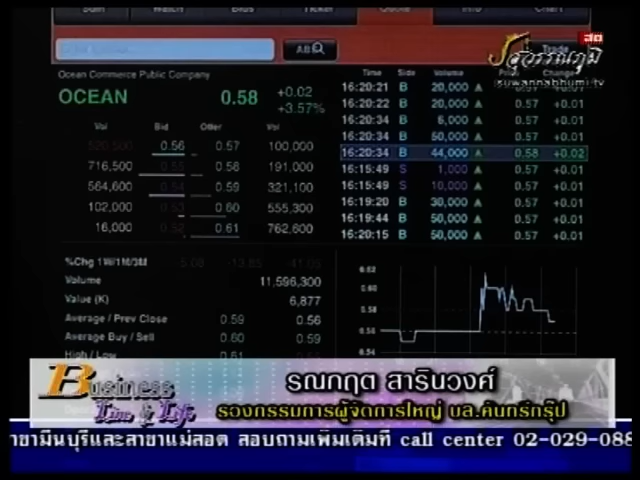 Quote
Ticker
Trade
สด
สุวรรณภูมิ
suwannabhumi.tv
Ocean Commerce Public Company
OCEAN 0.58 +0.02
+3.57%
Vol Bid Offer Vol
0.56 0.57 100,000
716,500 0.58 191,000
564,600 0.59 321,100
102,000 0.60 555,300
16,000 0.61 762,600
Time Side Volume Price Change
16:20:21 B 20,000 ▲ 0.57 +0.01
16:20:22 B 20,000 ▲ 0.57 +0.01
16:20:34 B 6,000 ▲ 0.57 +0.01
16:20:34 B 50,000 ▲ 0.57 +0.01
16:20:34 B 44,000 ▲ 0.58 +0.02
16:15:49 S 1,000 ▲ 0.57 +0.01
16:15:49 S 10,000 ▲ 0.57 +0.01
16:19:20 B 30,000 ▲ 0.57 +0.01
16:19:44 B 50,000 ▲ 0.57 +0.01
16:20:15 B 50,000 ▲ 0.57 +0.01
%Chg 1W/1M/3M
Volume 11,596,300
Value (K) 6,877
Average / Prev Close 0.59 0.56
Average Buy / Sell 0.60 0.59
High / Low 0.61
0.62
0.60
0.58
0.56
0.54
Business
Line & Life
รณกฤต สารินวงศ์
รองกรรมการผู้จัดการใหญ่ บล.คันทรี่กรุ๊ป
าขามีนบุรีและสาขาแม่สอด สอบถามเพิ่มเติมที่ call center 02-029-088